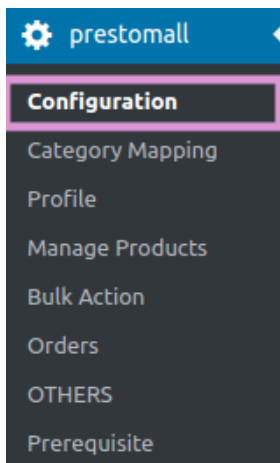 prestomall
Configuration
Category Mapping
Profile
Manage Products
Bulk Action
Orders
OTHERS
Prerequisite